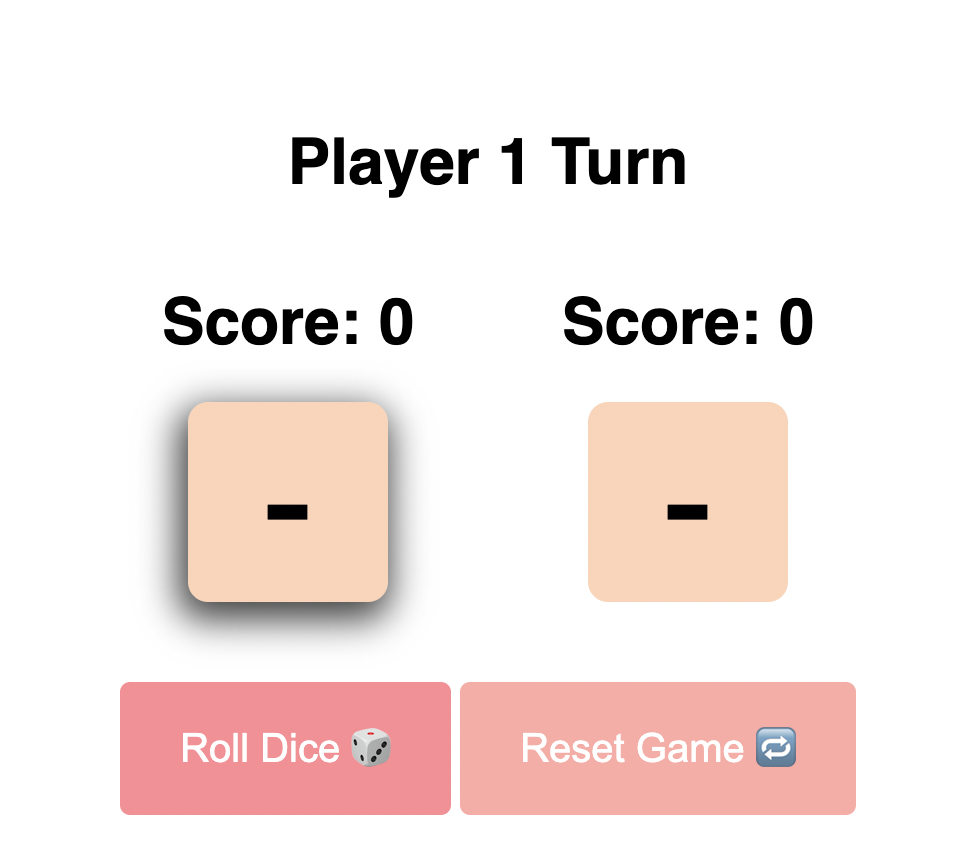 Player 1 Turn
Score: 0 Score: 0
- -
Roll Dice 🎲 Reset Game 🔁